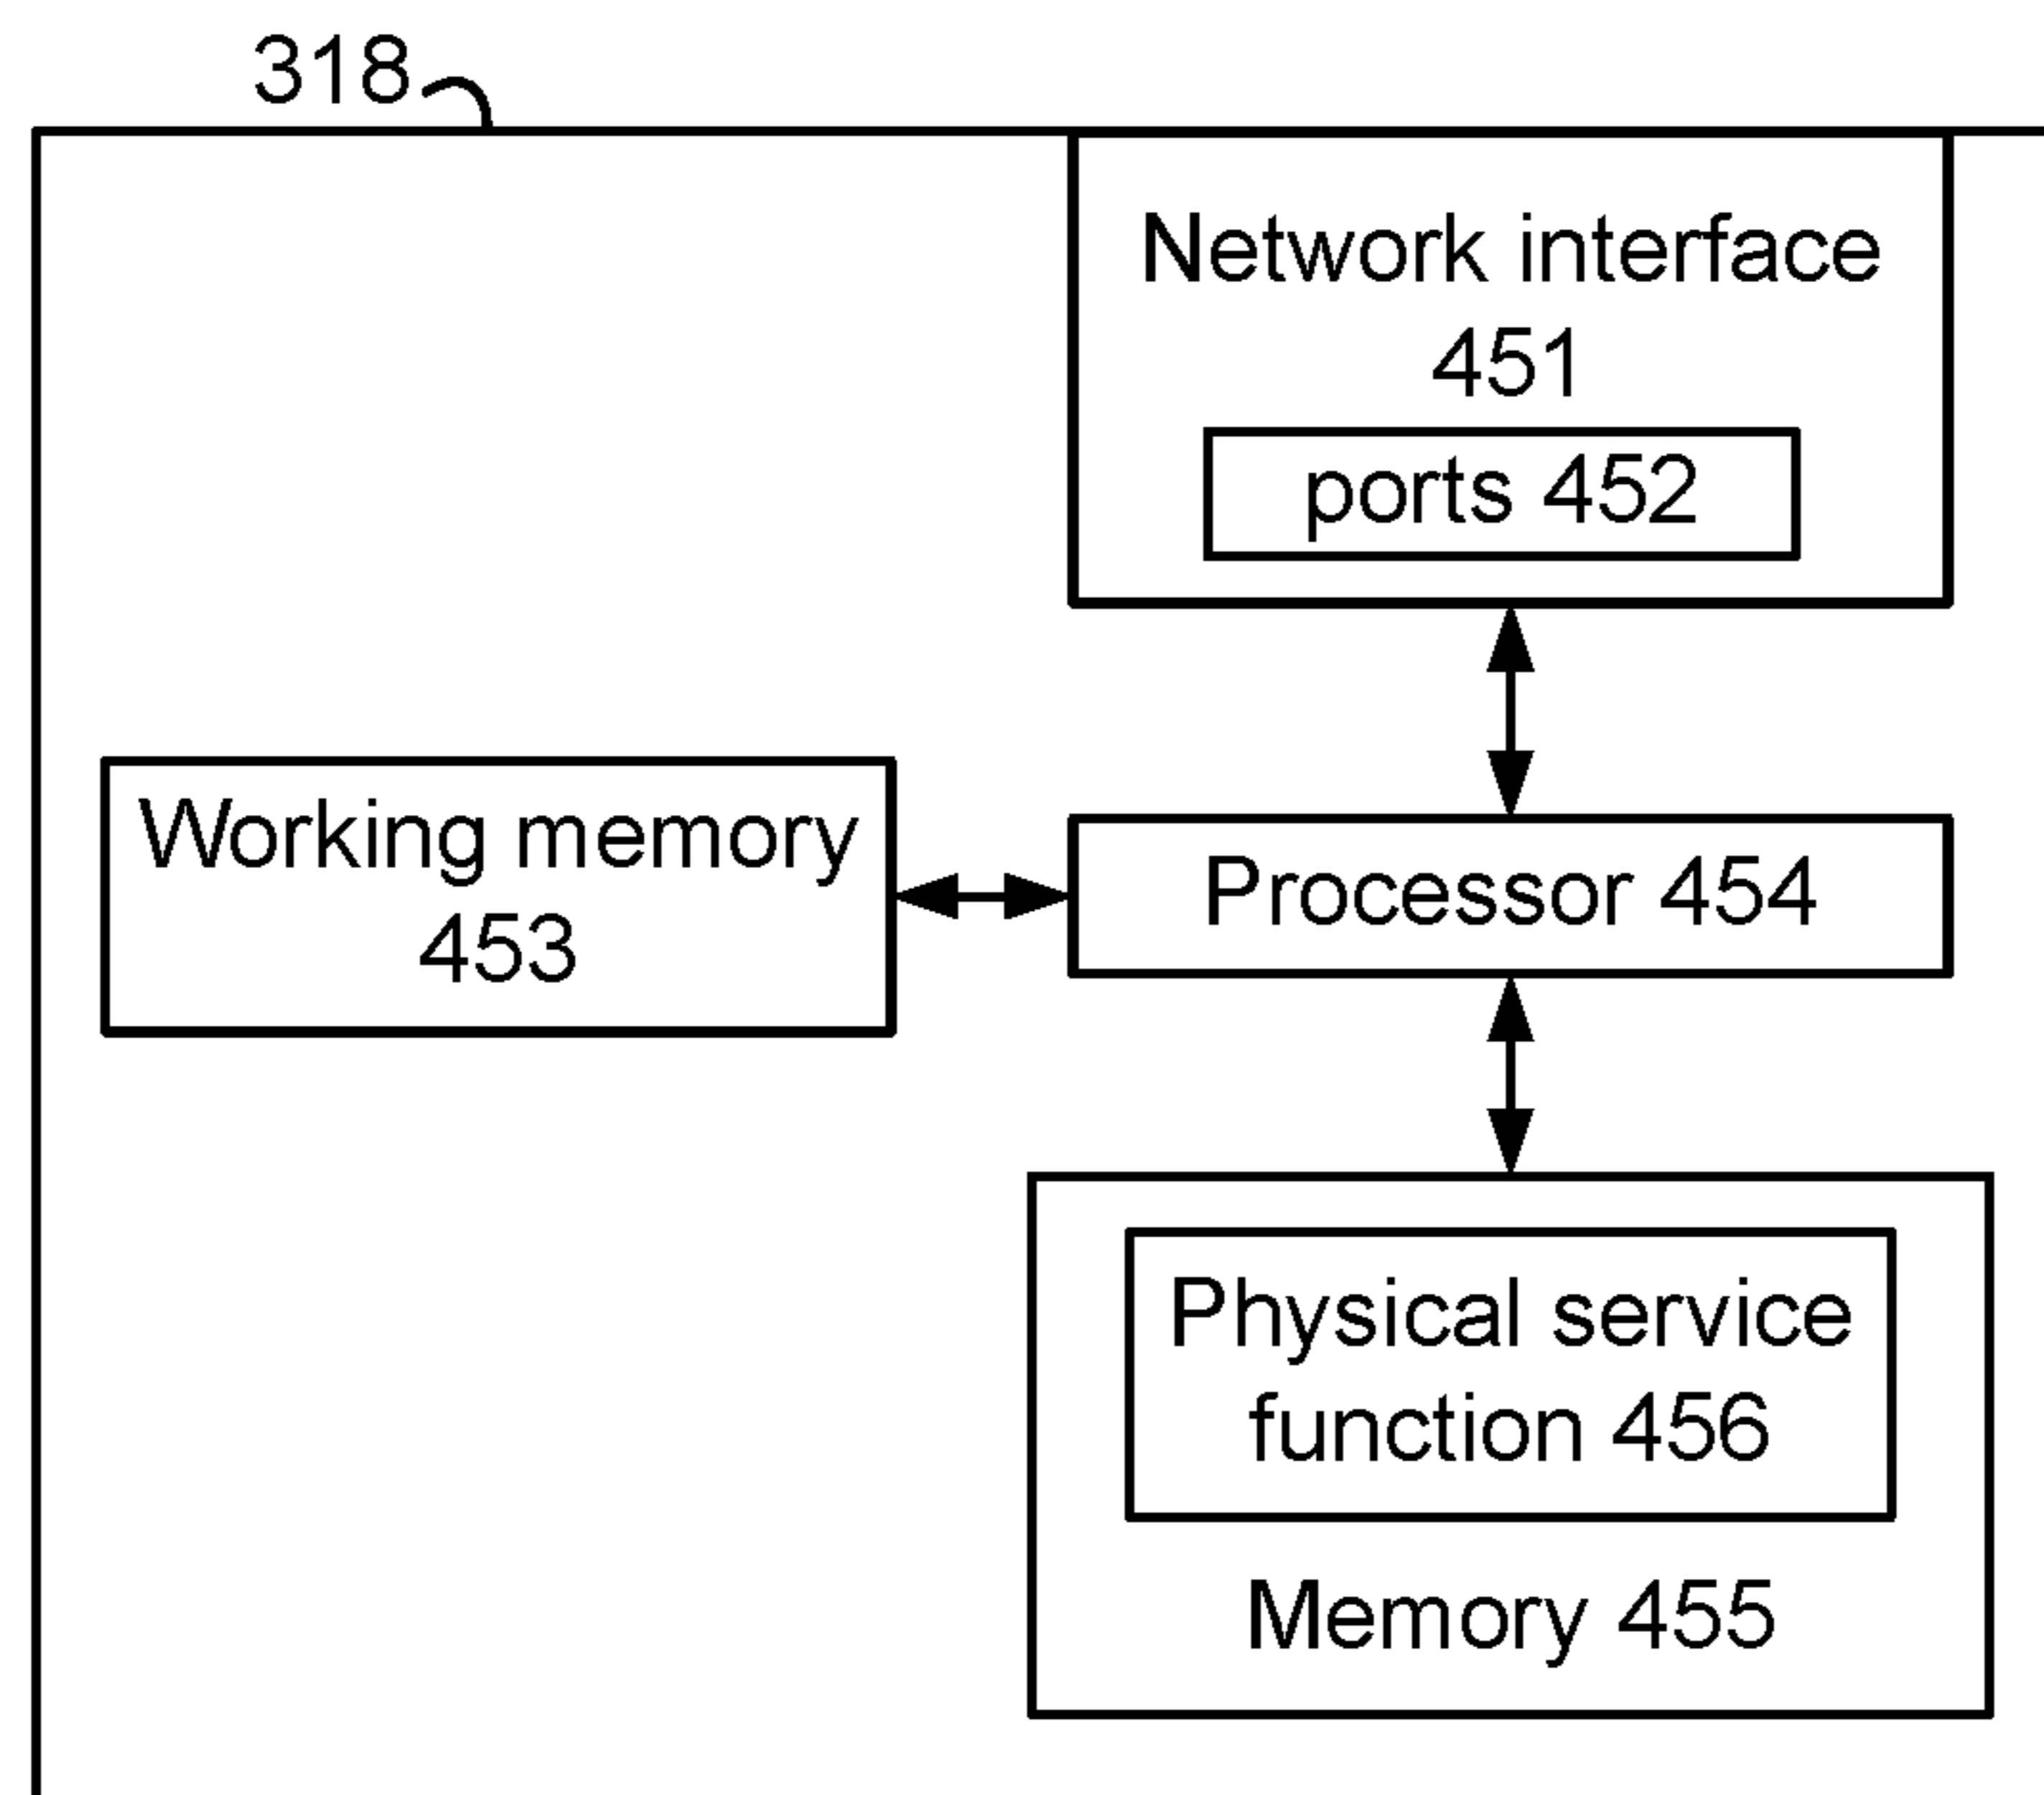 318
Network interface
451
ports 452
Working memory
453
Processor 454
Physical service
function 456
Memory 455